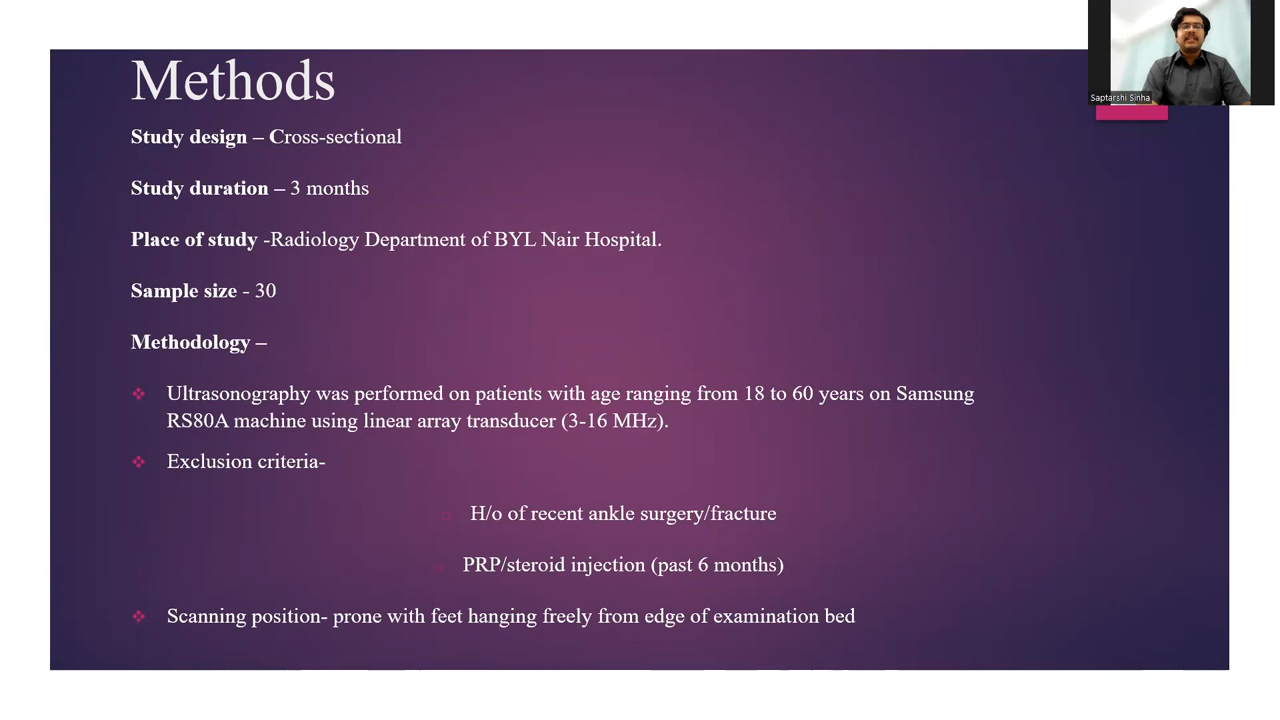 Methods
Saptarshi Sinha
Study design – Cross-sectional
Study duration – 3 months
Place of study -Radiology Department of BYL Nair Hospital.
Sample size - 30
Methodology –
Ultrasonography was performed on patients with age ranging from 18 to 60 years on Samsung
RS80A machine using linear array transducer (3-16 MHz).
Exclusion criteria-
H/o of recent ankle surgery/fracture
PRP/steroid injection (past 6 months)
Scanning position- prone with feet hanging freely from edge of examination bed